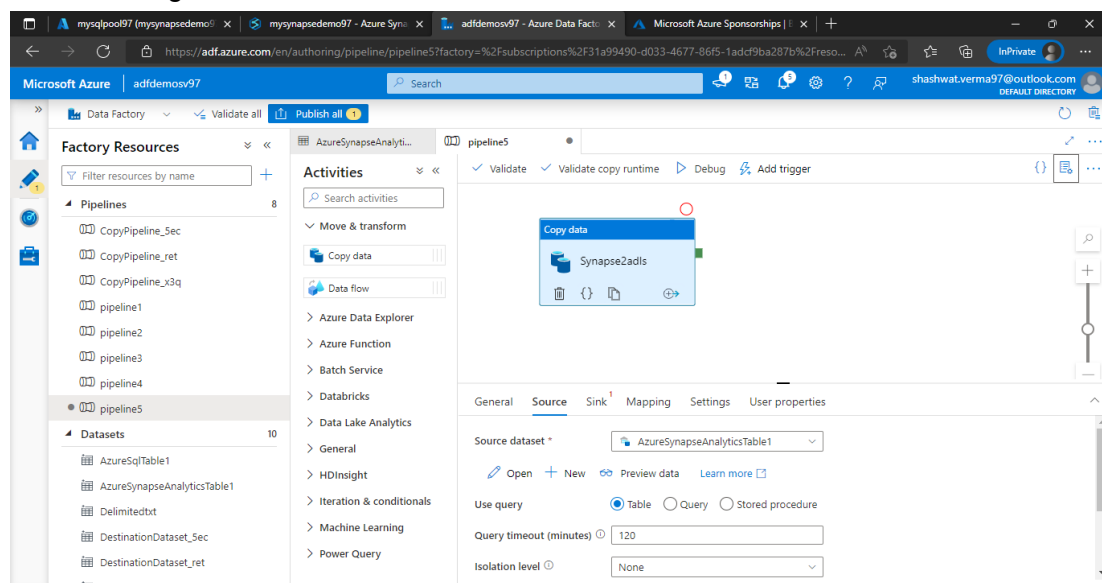 mysqlpool97 (mysynapsedemo9
mysynapsedemo97 - Azure Syna
adfdemosv97 - Azure Data Facto
Microsoft Azure Sponsorships | E
https://adf.azure.com/en/authoring/pipeline/pipeline5?factory=%2Fsubscriptions%2F31a99490-d033-4677-86f5-1adcf9ba287b%2Freso...
InPrivate
Microsoft Azure
adfdemosv97
Search
1
5
shashwat.verma97@outlook.com
DEFAULT DIRECTORY
Data Factory
Validate all
Publish all 1
1
Factory Resources
Filter resources by name
Pipelines 8
CopyPipeline_5ec
CopyPipeline_ret
CopyPipeline_x3q
pipeline1
pipeline2
pipeline3
pipeline4
pipeline5
Datasets 10
AzureSqlTable1
AzureSynapseAnalyticsTable1
Delimitedtxt
DestinationDataset_5ec
DestinationDataset_ret
AzureSynapseAnalyti...
pipeline5
Activities
Search activities
Move & transform
Copy data
Data flow
Azure Data Explorer
Azure Function
Batch Service
Databricks
Data Lake Analytics
General
HDInsight
Iteration & conditionals
Machine Learning
Power Query
Validate
Validate copy runtime
Debug
Add trigger
Copy data
Synapse2adls
General
Source
Sink 1
Mapping
Settings
User properties
Source dataset *
AzureSynapseAnalyticsTable1
Open
New
Preview data
Learn more
Use query
Table
Query
Stored procedure
Query timeout (minutes)
120
Isolation level
None